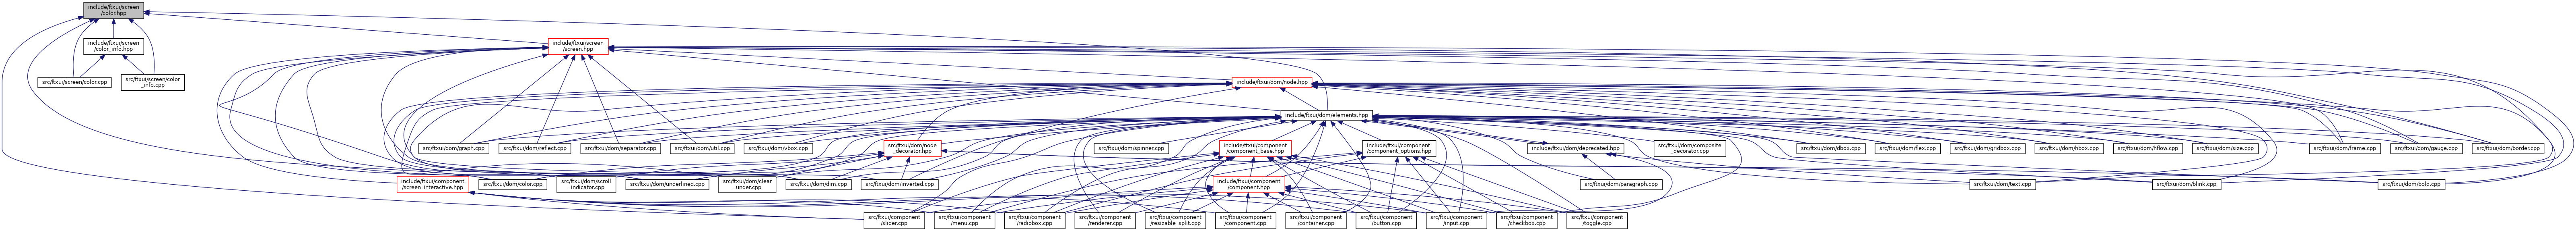 include/ftxui/screen
/color.hpp
include/ftxui/screen
/color_info.hpp
include/ftxui/screen
/screen.hpp
src/ftxui/screen/color.cpp
src/ftxui/screen/color
_info.cpp
include/ftxui/dom/node.hpp
include/ftxui/dom/elements.hpp
src/ftxui/dom/graph.cpp
src/ftxui/dom/reflect.cpp
src/ftxui/dom/separator.cpp
src/ftxui/dom/util.cpp
src/ftxui/dom/vbox.cpp
src/ftxui/dom/node
_decorator.hpp
src/ftxui/dom/spinner.cpp
include/ftxui/component
/component_base.hpp
include/ftxui/component
/component_options.hpp
include/ftxui/dom/deprecated.hpp
src/ftxui/dom/composite
_decorator.cpp
src/ftxui/dom/dbox.cpp
src/ftxui/dom/flex.cpp
src/ftxui/dom/gridbox.cpp
src/ftxui/dom/hbox.cpp
src/ftxui/dom/hflow.cpp
src/ftxui/dom/size.cpp
src/ftxui/dom/frame.cpp
src/ftxui/dom/gauge.cpp
src/ftxui/dom/border.cpp
include/ftxui/component
/screen_interactive.hpp
src/ftxui/dom/color.cpp
src/ftxui/dom/scroll
_indicator.cpp
src/ftxui/dom/underlined.cpp
src/ftxui/dom/clear
_under.cpp
src/ftxui/dom/dim.cpp
src/ftxui/dom/inverted.cpp
include/ftxui/component
/component.hpp
src/ftxui/dom/paragraph.cpp
src/ftxui/dom/text.cpp
src/ftxui/dom/blink.cpp
src/ftxui/dom/bold.cpp
src/ftxui/component
/slider.cpp
src/ftxui/component
/menu.cpp
src/ftxui/component
/radiobox.cpp
src/ftxui/component
/renderer.cpp
src/ftxui/component
/resizable_split.cpp
src/ftxui/component
/component.cpp
src/ftxui/component
/container.cpp
src/ftxui/component
/button.cpp
src/ftxui/component
/input.cpp
src/ftxui/component
/checkbox.cpp
src/ftxui/component
/toggle.cpp